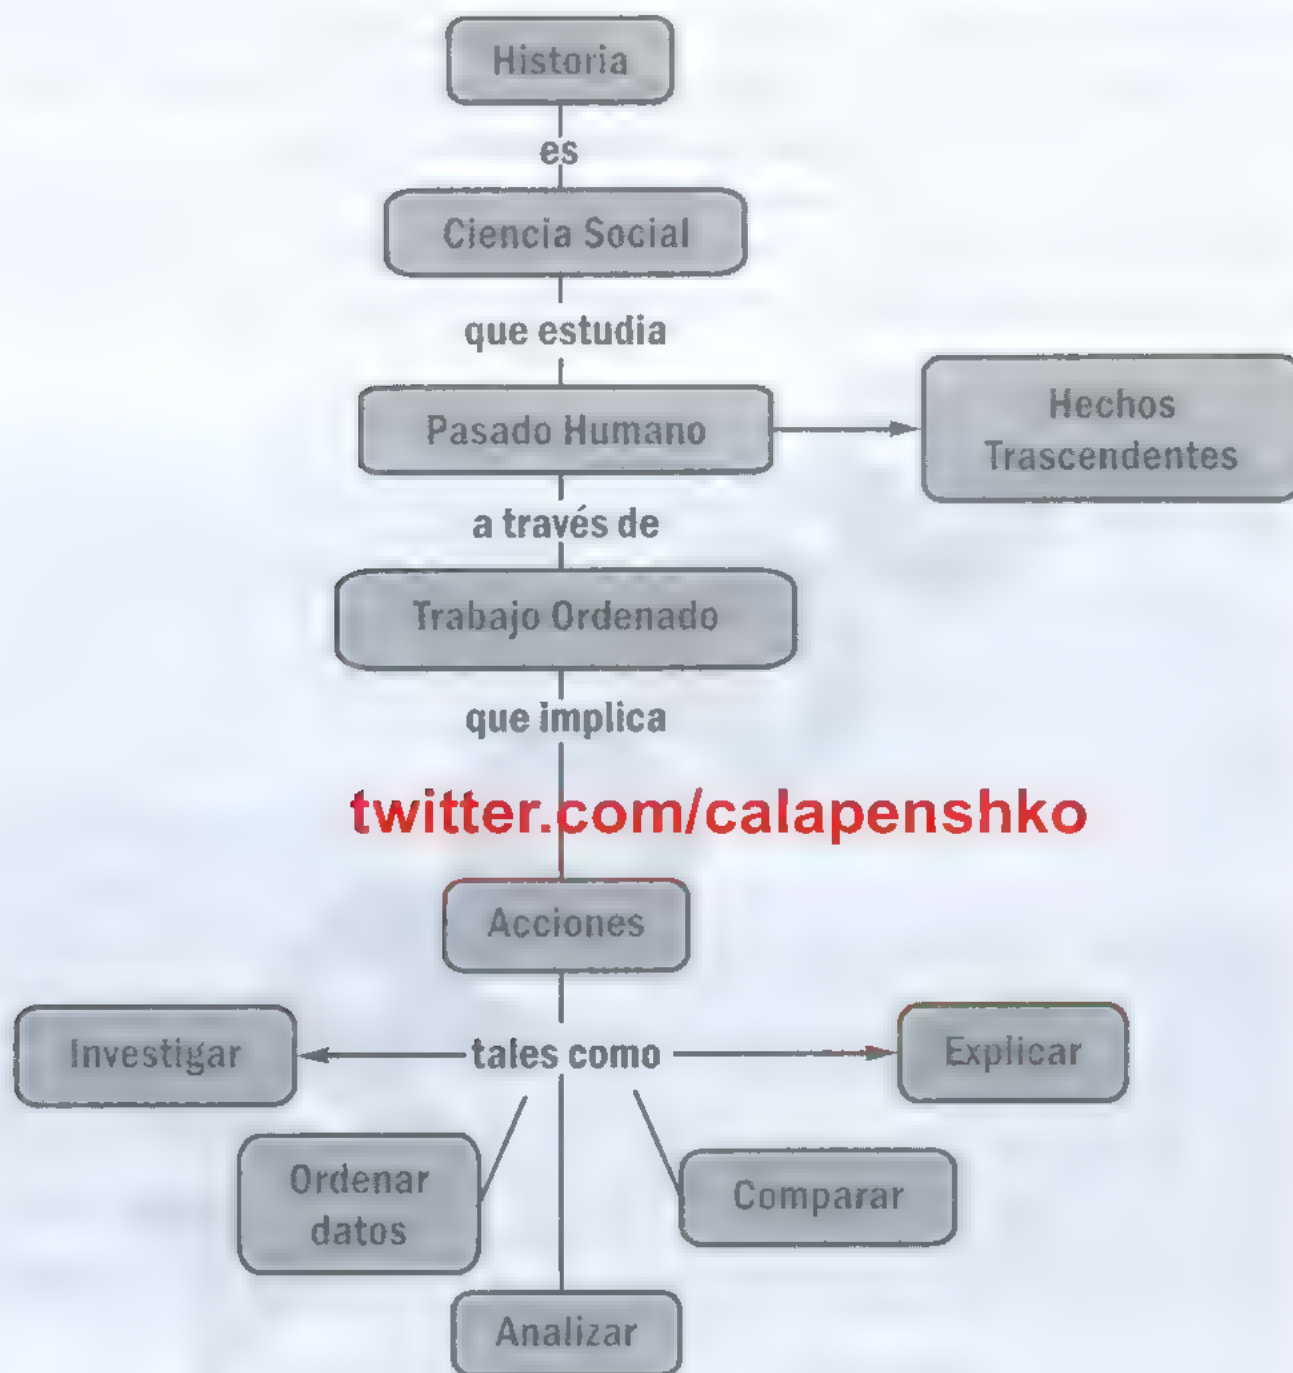 Historia
es
Ciencia Social
que estudia
Pasado Humano
Hechos
Trascendentes
a través de
Trabajo Ordenado
que implica
twitter.com/calapenshko
Acciones
Investigar
tales como
Explicar
Ordenar
datos
Comparar
Analizar